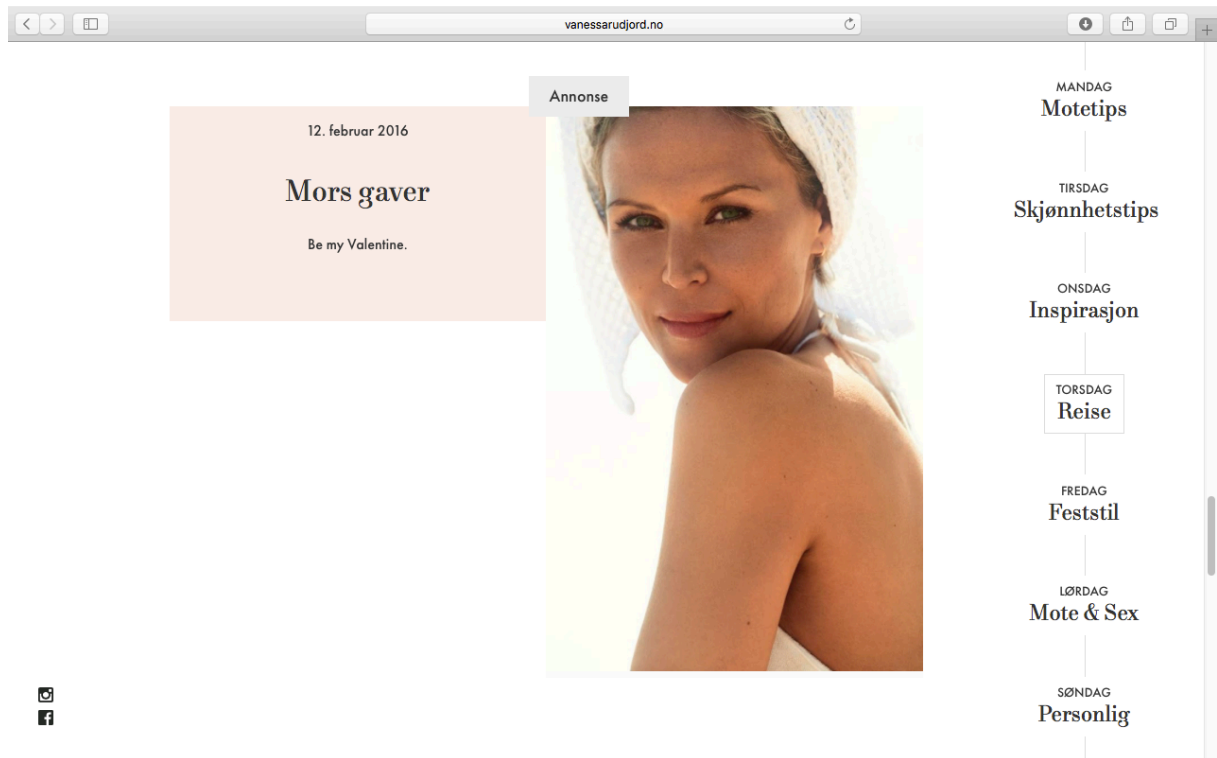 vanessarudjord.no
Annonse
12. februar 2016
Mors gaver
Be my Valentine.
MANDAG
Motetips
TIRSDAG
Skjønnhetstips
ONSDAG
Inspirasjon
TORSDAG
Reise
FREDAG
Feststil
LØRDAG
Mote & Sex
SØNDAG
Personlig